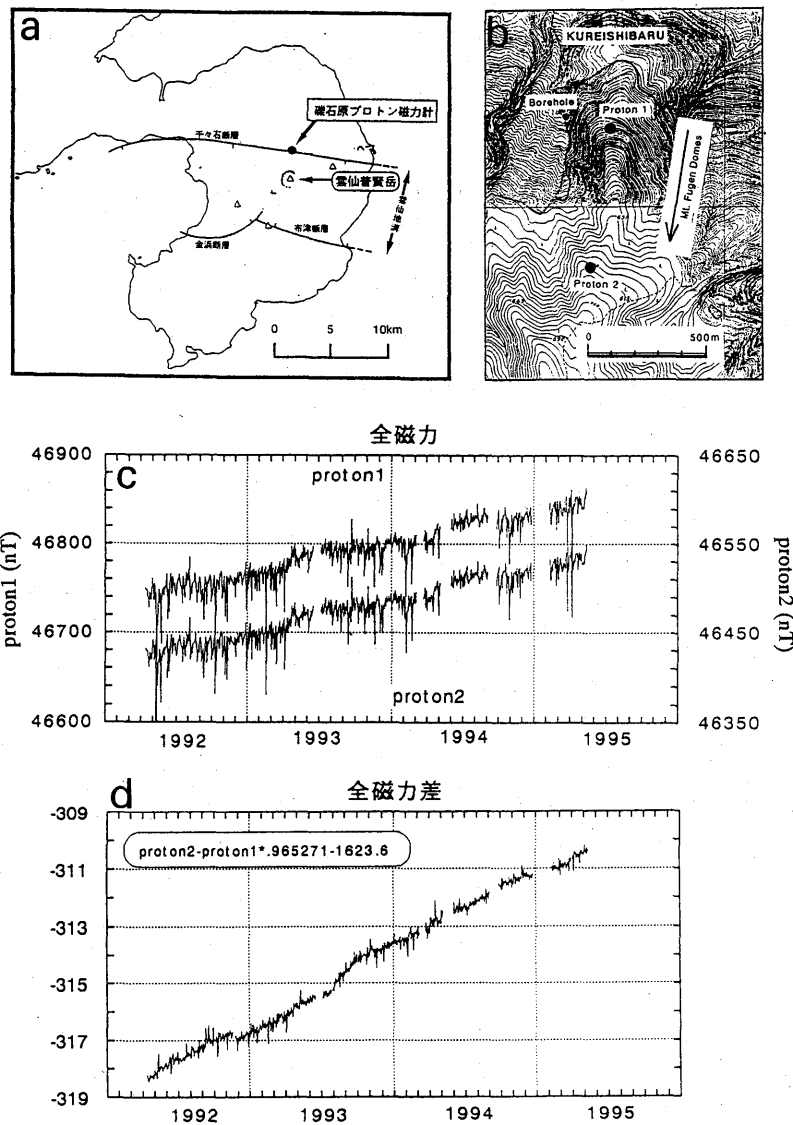 a
礫石原プロトン磁力計
千々石断層
雲仙普賢岳
雲仙地溝
布津断層
金浜断層
0 5 10km
b
KUREISHIBARU
Borehole
Proton 1
Mt. Fugen Domes
Proton 2
0 500m
全磁力
c
proton1
proton2
46900
46800
46700
46600
proton1 (nT)
46650
46550
46450
46350
proton2 (nT)
1992 1993 1994 1995
d
全磁力差
proton2-proton1*.965271-1623.6
-309
-311
-313
-315
-317
-319
1992 1993 1994 1995